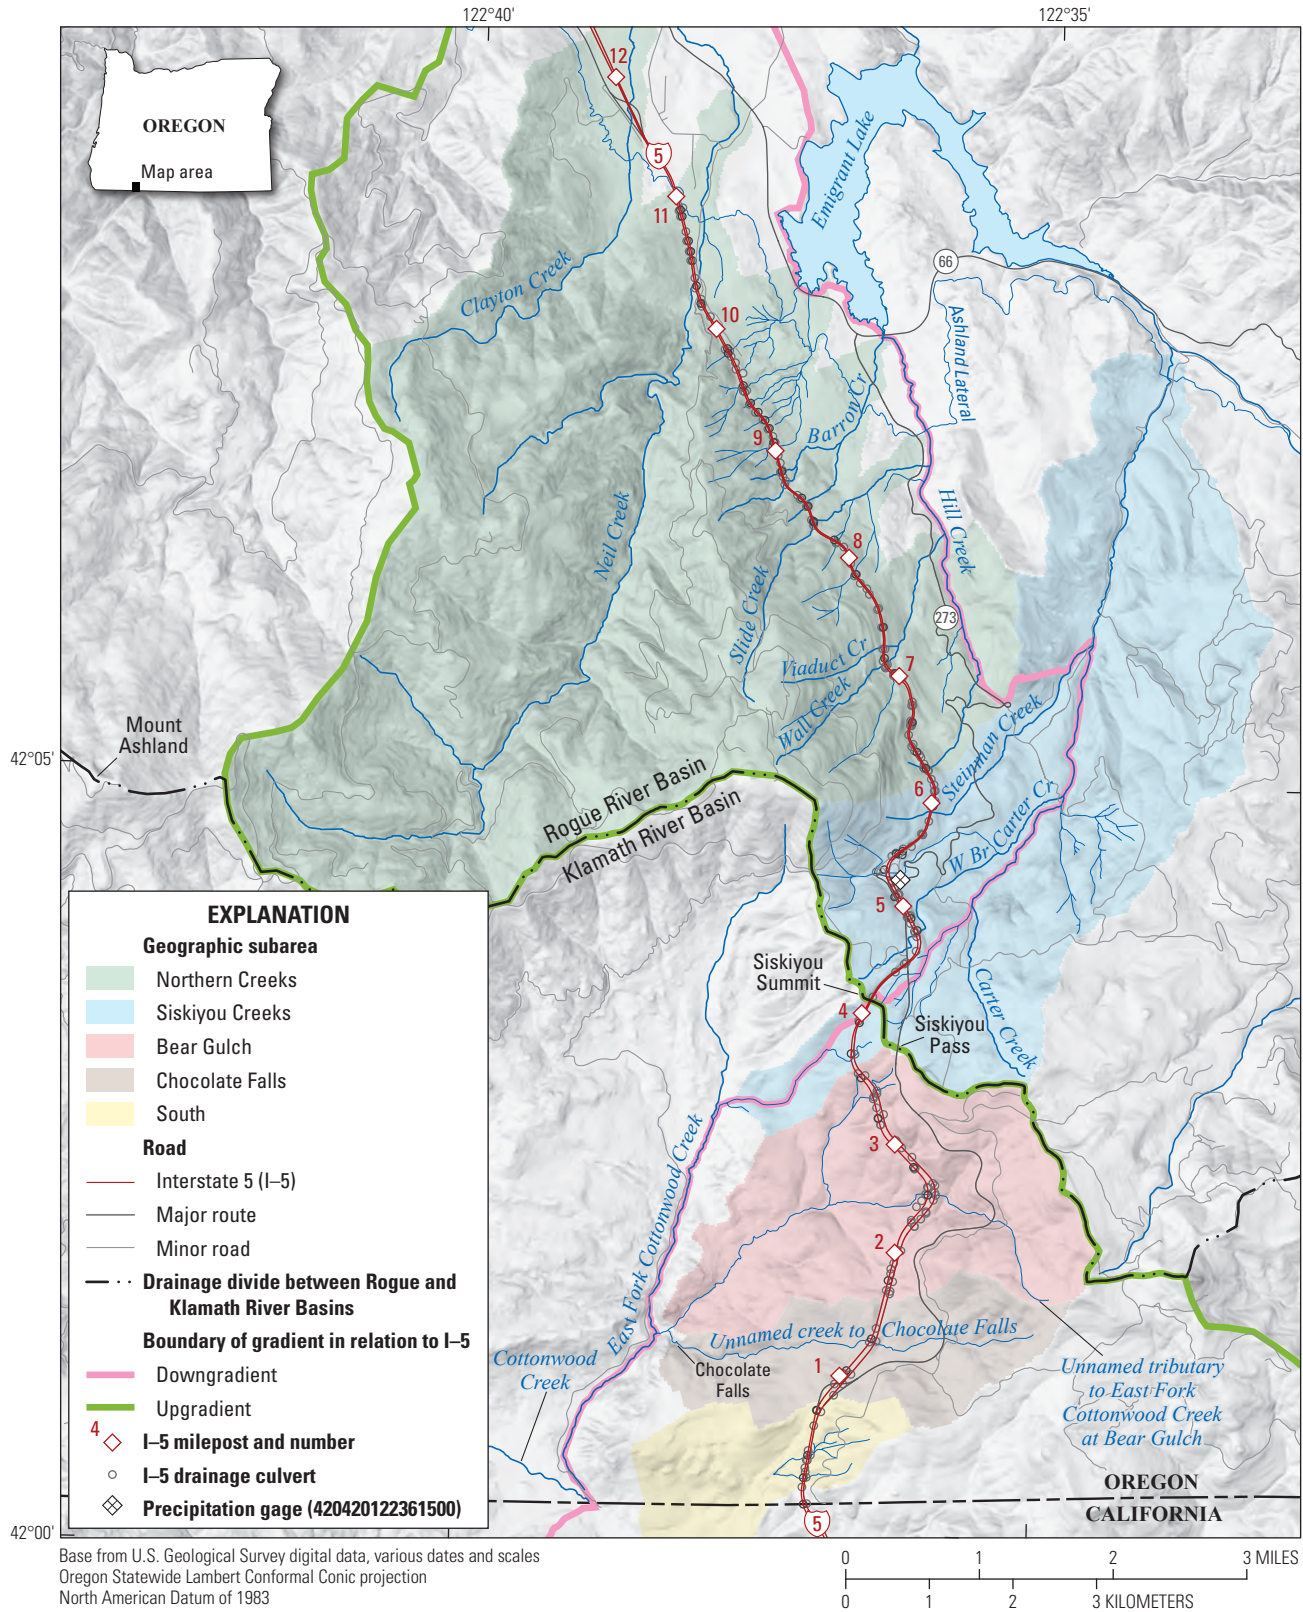 122°40'
122°35'
12
OREGON
Map area
5
11
Emigrant Lake
66
Clayton Creek
10
Ashland Lateral
Barron Cr
9
Neil Creek
Hill Creek
8
Slide Creek
273
Viaduct Cr
7
Wall Creek
Mount
Ashland
42°05'
Steinman Creek
6
Rogue River Basin
Klamath River Basin
W Br Carter Cr
5
Siskiyou
Summit
Carter Creek
4
Siskiyou
Pass
3
East Fork Cottonwood Creek
2
Unnamed creek to Chocolate Falls
Chocolate
Falls
1
Cottonwood
Creek
Unnamed tributary
to East Fork
Cottonwood Creek
at Bear Gulch
OREGON
CALIFORNIA
5
42°00'
EXPLANATION
Geographic subarea
Northern Creeks
Siskiyou Creeks
Bear Gulch
Chocolate Falls
South
Road
Interstate 5 (I–5)
Major route
Minor road
Drainage divide between Rogue and
Klamath River Basins
Boundary of gradient in relation to I–5
Downgradient
Upgradient
4
I–5 milepost and number
I–5 drainage culvert
Precipitation gage (420420122361500)
Base from U.S. Geological Survey digital data, various dates and scales
Oregon Statewide Lambert Conformal Conic projection
North American Datum of 1983
0 1 2 3 MILES
0 1 2 3 KILOMETERS